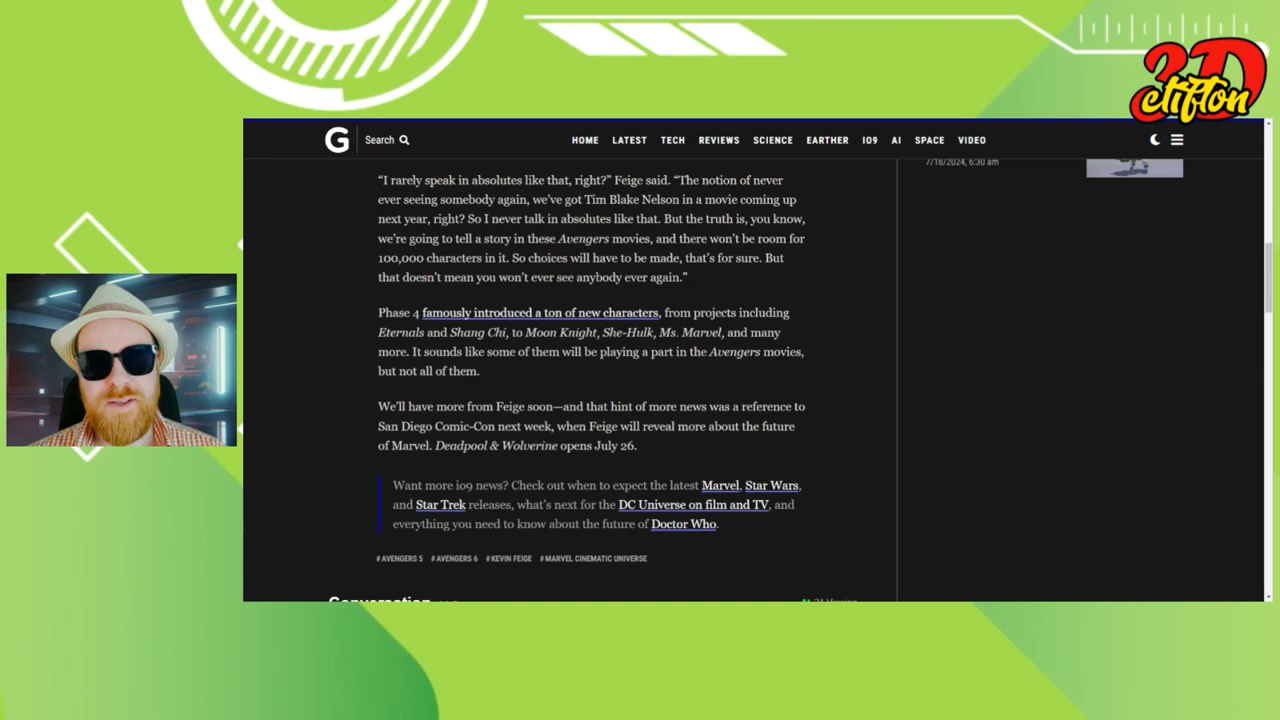 3D
clifton
G Search HOME LATEST TECH REVIEWS SCIENCE EARTHER IO9 AI SPACE VIDEO
7/18/2024, 6:30 am
“I rarely speak in absolutes like that, right?” Feige said. “The notion of never
ever seeing somebody again, we’ve got Tim Blake Nelson in a movie coming up
next year, right? So I never talk in absolutes like that. But the truth is, you know,
we’re going to tell a story in these Avengers movies, and there won’t be room for
100,000 characters in it. So choices will have to be made, that’s for sure. But
that doesn’t mean you won’t ever see anybody ever again.”
Phase 4 famously introduced a ton of new characters, from projects including
Eternals and Shang Chi, to Moon Knight, She-Hulk, Ms. Marvel, and many
more. It sounds like some of them will be playing a part in the Avengers movies,
but not all of them.
We’ll have more from Feige soon—and that hint of more news was a reference to
San Diego Comic-Con next week, when Feige will reveal more about the future
of Marvel. Deadpool & Wolverine opens July 26.
Want more io9 news? Check out when to expect the latest Marvel, Star Wars,
and Star Trek releases, what’s next for the DC Universe on film and TV, and
everything you need to know about the future of Doctor Who.
# AVENGERS 5 # AVENGERS 6 # KEVIN FEIGE # MARVEL CINEMATIC UNIVERSE
Conversation